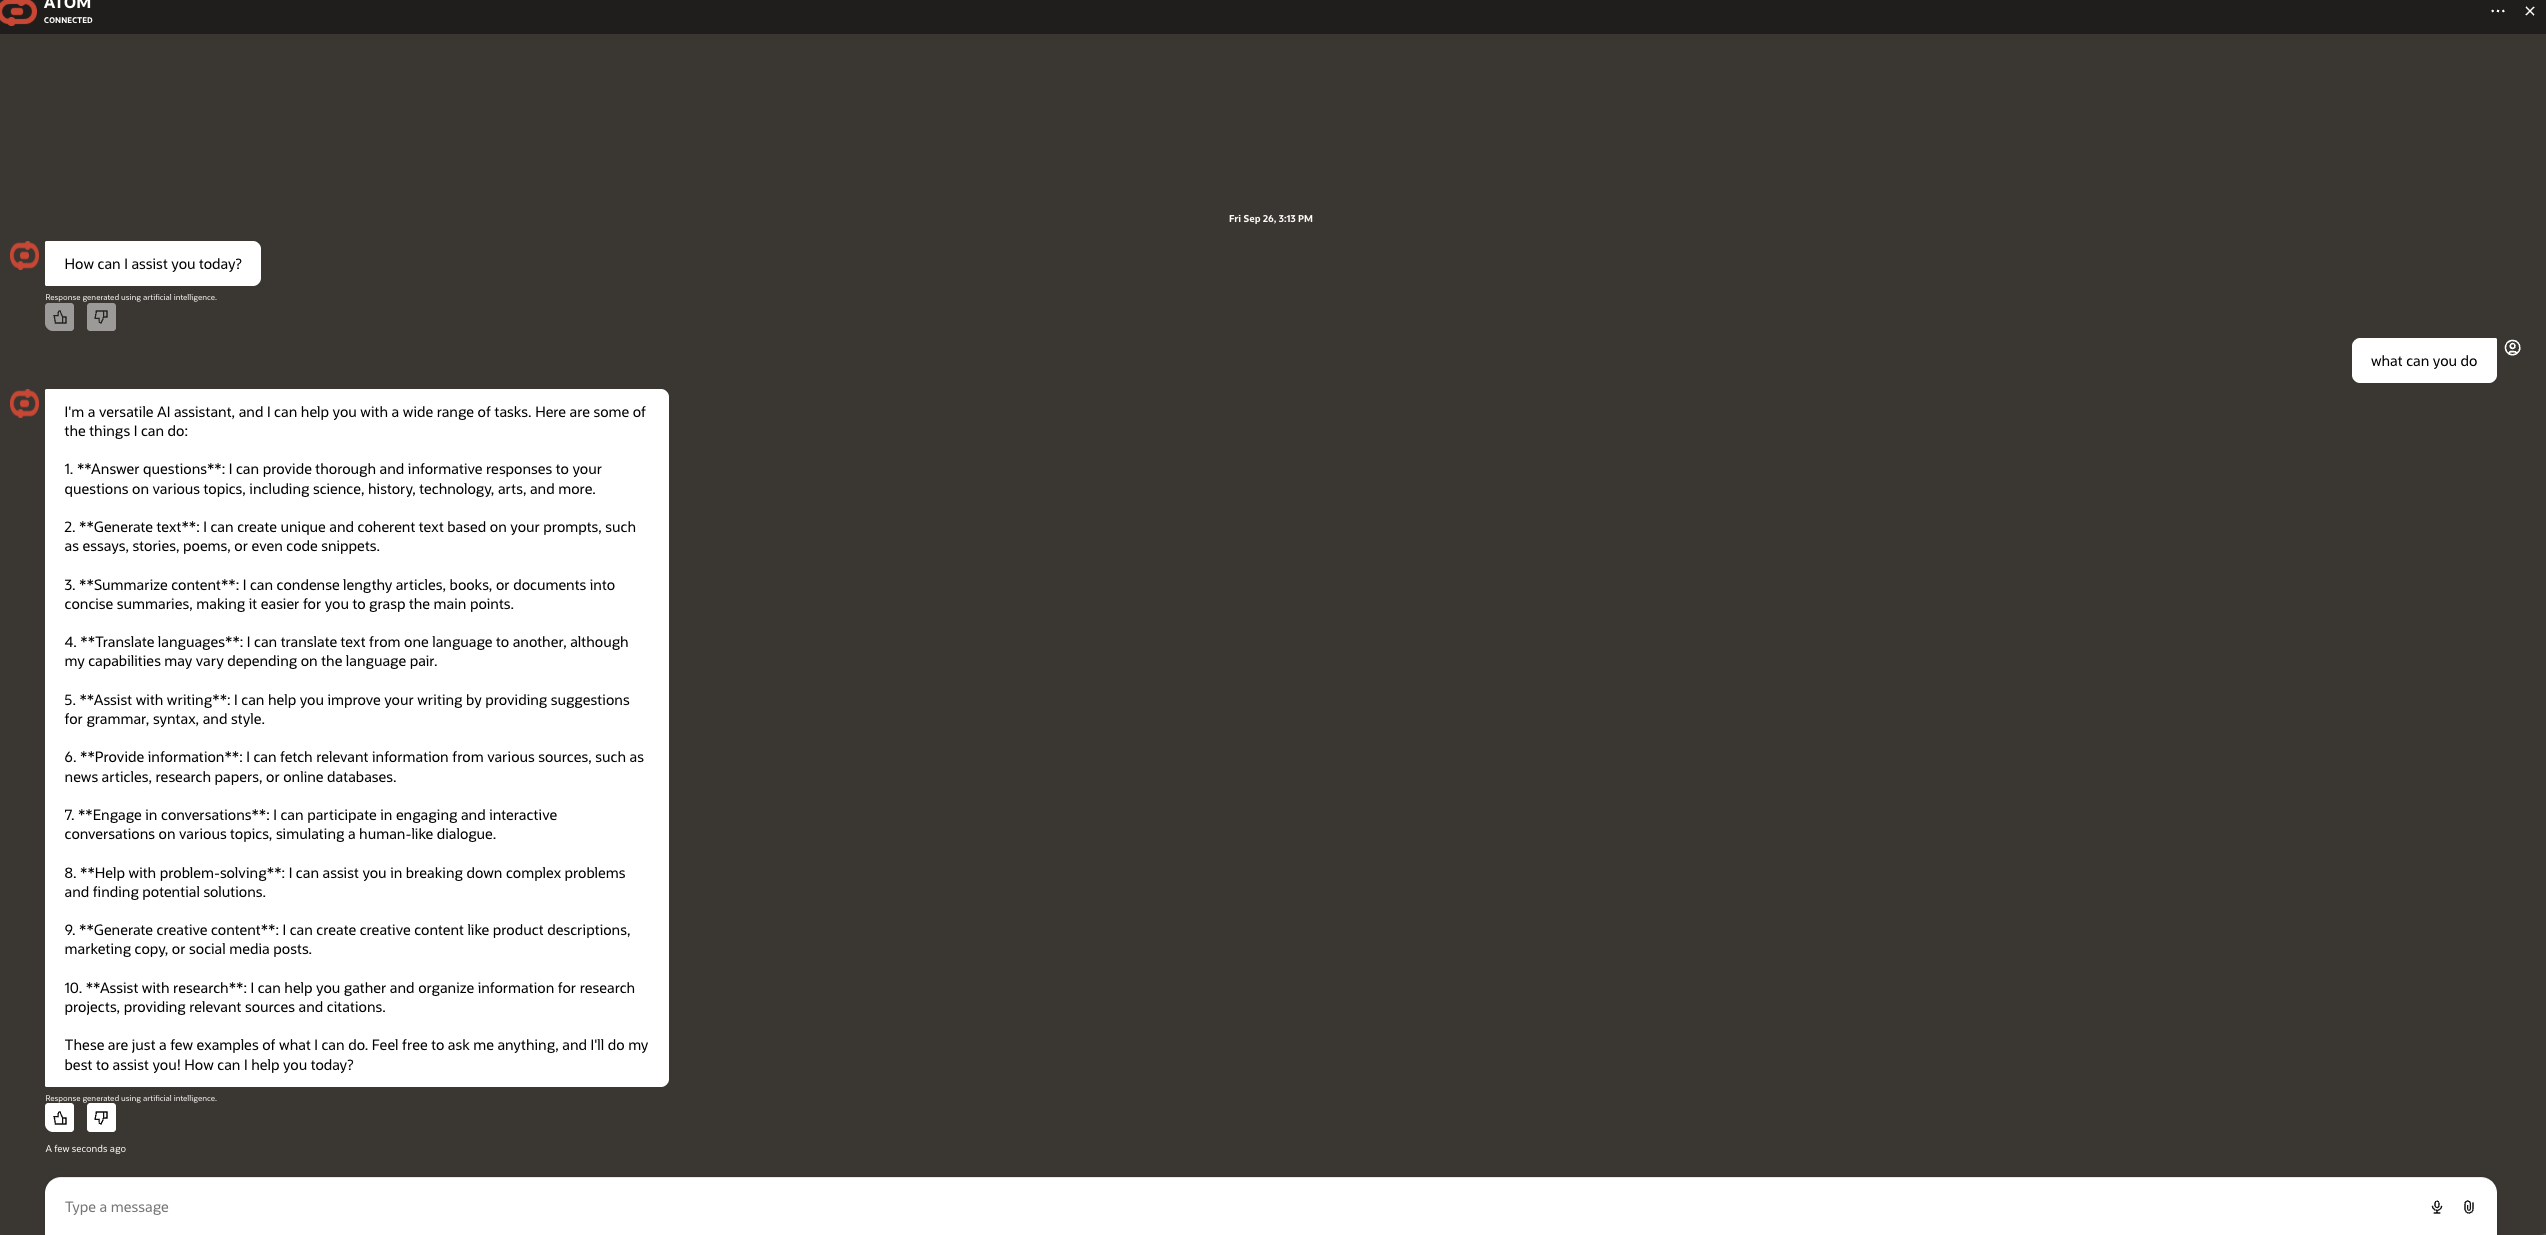 ATOM
CONNECTED
Fri Sep 26, 3:13 PM
How can I assist you today?
Response generated using artificial intelligence.
what can you do
I'm a versatile AI assistant, and I can help you with a wide range of tasks. Here are some of
the things I can do:
1. **Answer questions**: I can provide thorough and informative responses to your
questions on various topics, including science, history, technology, arts, and more.
2. **Generate text**: I can create unique and coherent text based on your prompts, such
as essays, stories, poems, or even code snippets.
3. **Summarize content**: I can condense lengthy articles, books, or documents into
concise summaries, making it easier for you to grasp the main points.
4. **Translate languages**: I can translate text from one language to another, although
my capabilities may vary depending on the language pair.
5. **Assist with writing**: I can help you improve your writing by providing suggestions
for grammar, syntax, and style.
6. **Provide information**: I can fetch relevant information from various sources, such as
news articles, research papers, or online databases.
7. **Engage in conversations**: I can participate in engaging and interactive
conversations on various topics, simulating a human-like dialogue.
8. **Help with problem-solving**: I can assist you in breaking down complex problems
and finding potential solutions.
9. **Generate creative content**: I can create creative content like product descriptions,
marketing copy, or social media posts.
10. **Assist with research**: I can help you gather and organize information for research
projects, providing relevant sources and citations.
These are just a few examples of what I can do. Feel free to ask me anything, and I'll do my
best to assist you! How can I help you today?
Response generated using artificial intelligence.
A few seconds ago
Type a message